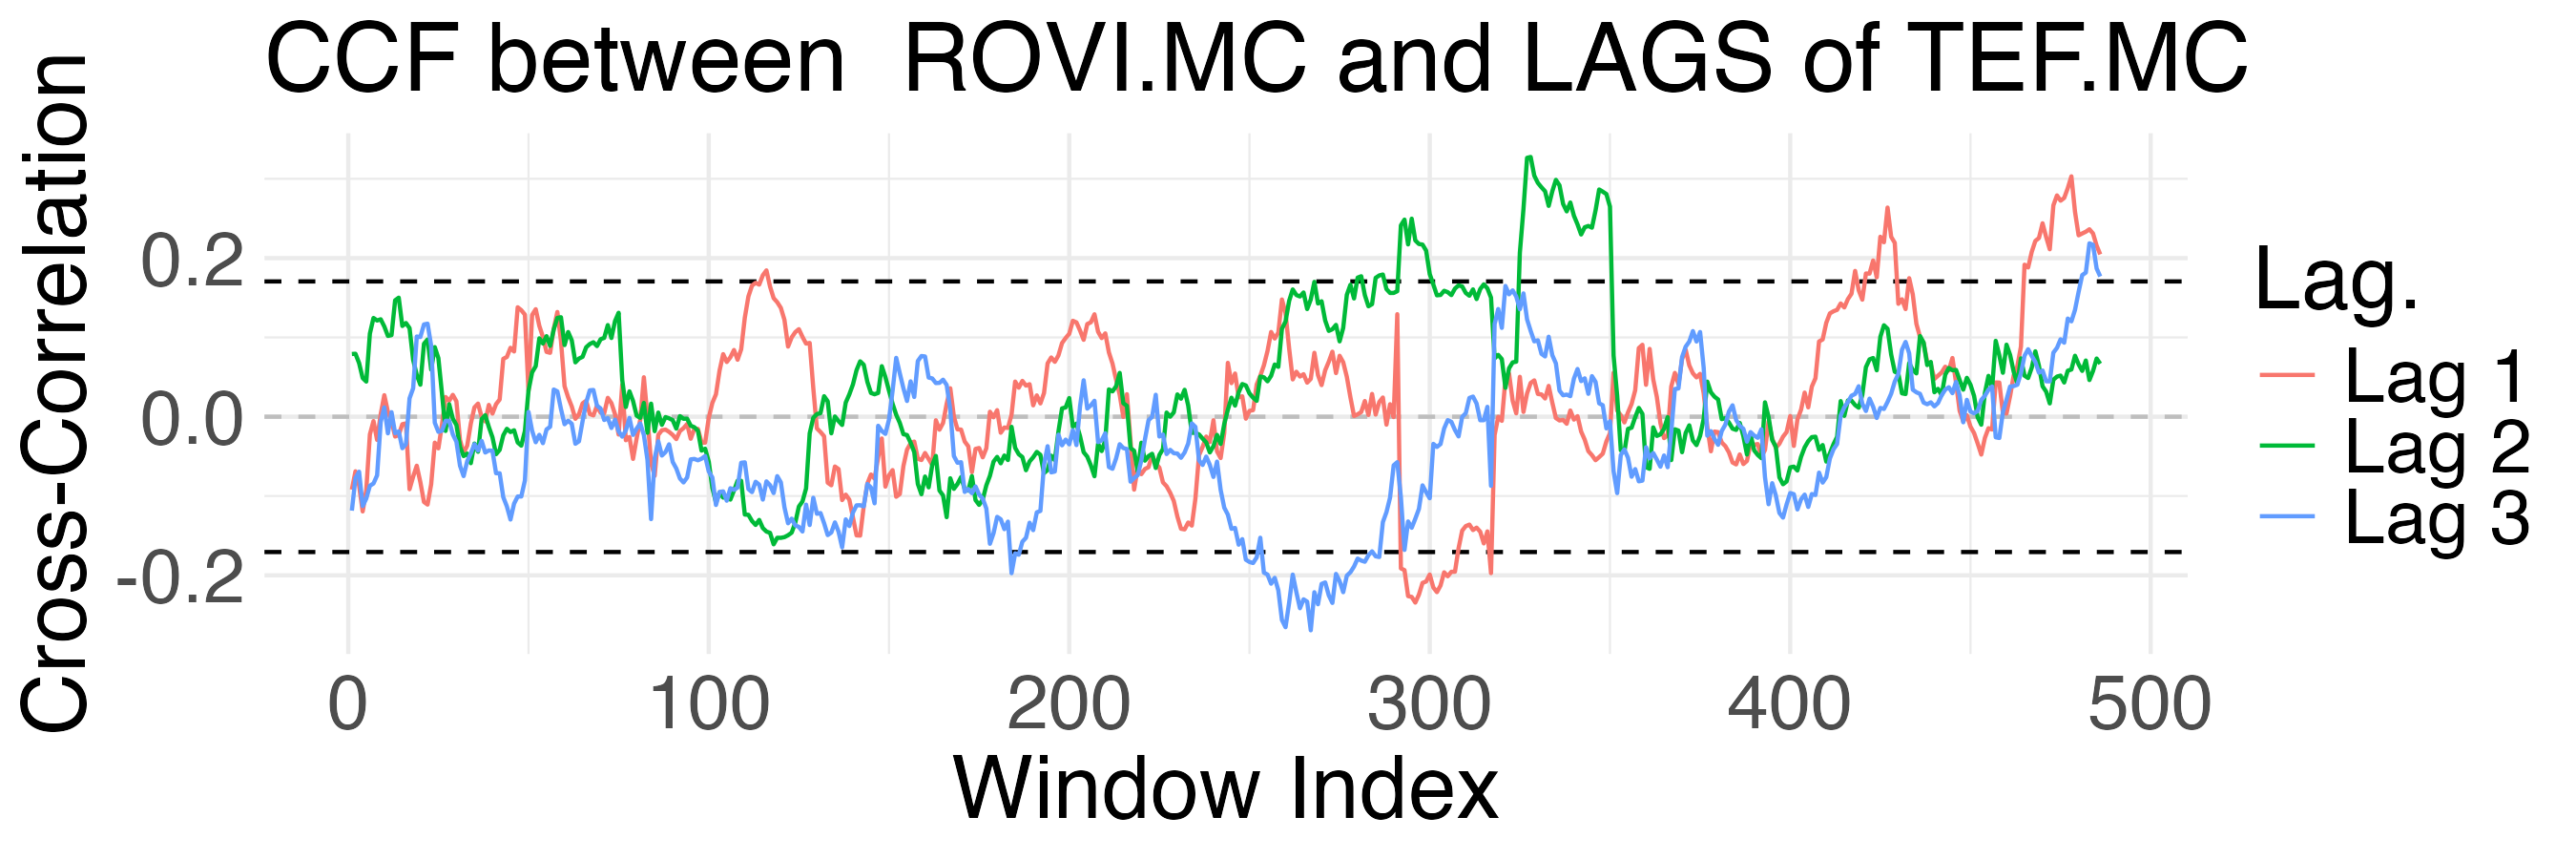 CCF between  ROVI.MC and LAGS of TEF.MC
Cross-Correlation
0.2
0.0
-0.2
0 100 200 300 400 500
Window Index
Lag.
Lag 1
Lag 2
Lag 3